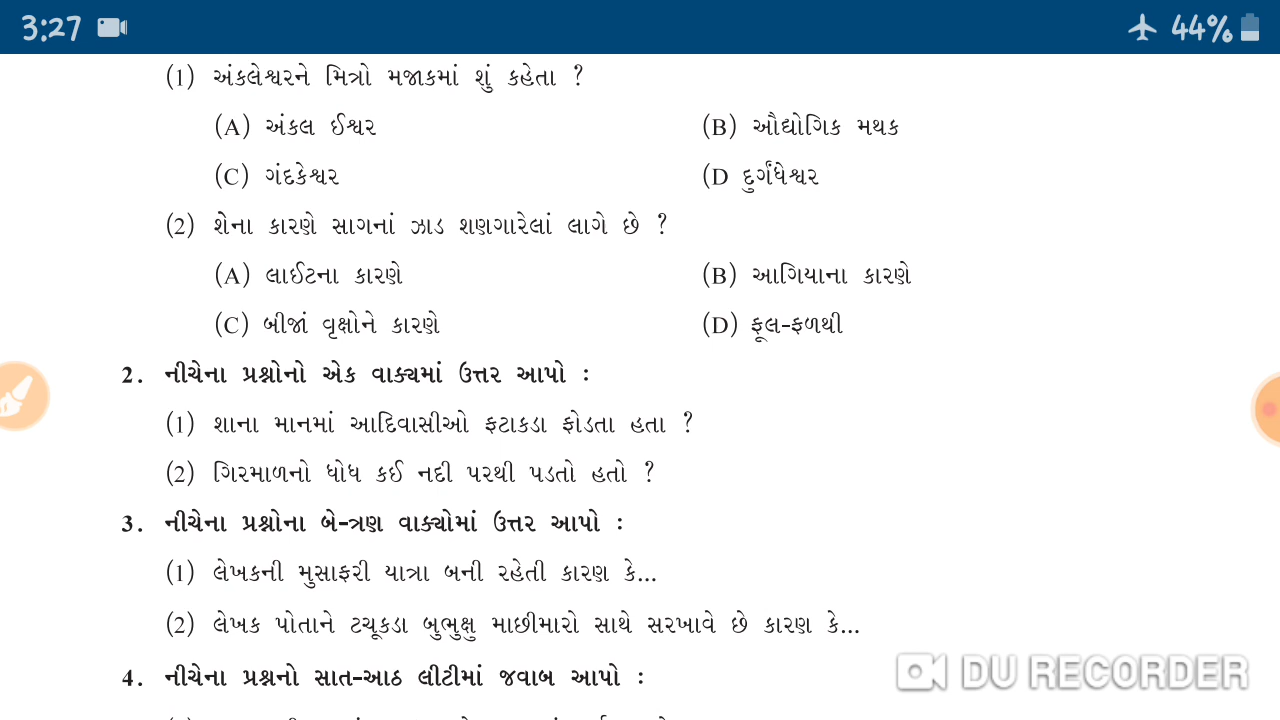 3:27 44%
(1) અંકલેશ્વરને મિત્રો મજાકમાં શું કહેતા ?
(A) અંકલ ઈશ્વર (B) ઔદ્યોગિક મથક
(C) ગંદકેશ્વર (D દુર્ગંધેશ્વર
(2) શેના કારણે સાગનાં ઝાડ શણગારેલાં લાગે છે ?
(A) લાઈટના કારણે (B) આગિયાના કારણે
(C) બીજાં વૃક્ષોને કારણે (D) ફૂલ-ફળથી
2. નીચેના પ્રશ્નોનો એક વાક્યમાં ઉત્તર આપો :
(1) શાના માનમાં આદિવાસીઓ ફટાકડા ફોડતા હતા ?
(2) ગિરમાળનો ધોધ કઈ નદી પરથી પડતો હતો ?
3. નીચેના પ્રશ્નોના બે-ત્રણ વાક્યોમાં ઉત્તર આપો :
(1) લેખકની મુસાફરી યાત્રા બની રહેતી કારણ કે...
(2) લેખક પોતાને ટચૂકડા બુભુક્ષુ માછીમારો સાથે સરખાવે છે કારણ કે...
DU RECORDER
4. નીચેના પ્રશ્નનો સાત-આઠ લીટીમાં જવાબ આપો :